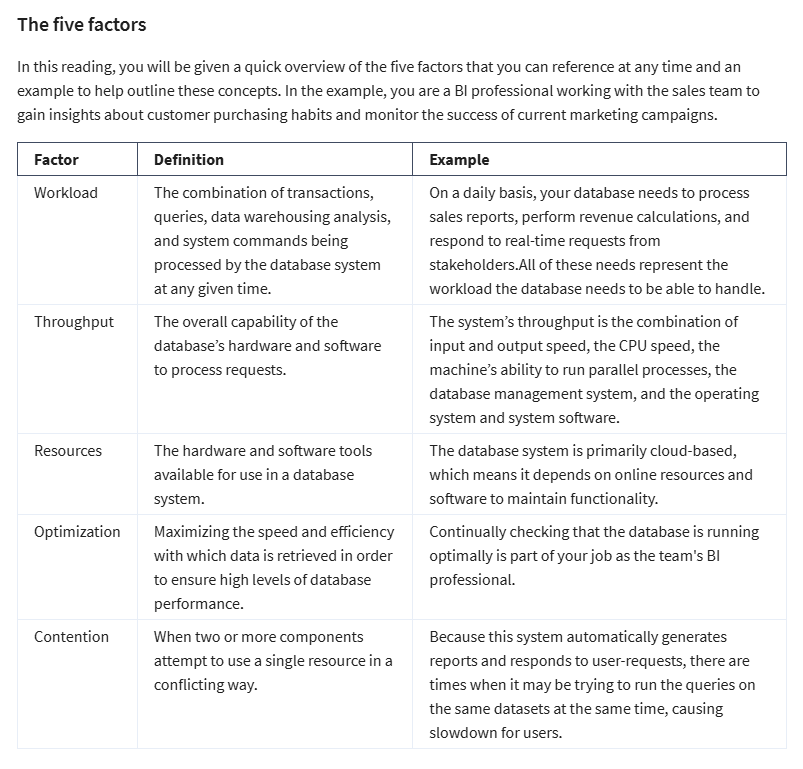 The five factors
In this reading, you will be given a quick overview of the five factors that you can reference at any time and an
example to help outline these concepts. In the example, you are a BI professional working with the sales team to
gain insights about customer purchasing habits and monitor the success of current marketing campaigns.
Factor Definition Example
Workload
The combination of transactions,
queries, data warehousing analysis,
and system commands being
processed by the database system
at any given time.
On a daily basis, your database needs to process
sales reports, perform revenue calculations, and
respond to real-time requests from
stakeholders.All of these needs represent the
workload the database needs to be able to handle.
Throughput
The overall capability of the
database’s hardware and software
to process requests.
The system’s throughput is the combination of
input and output speed, the CPU speed, the
machine’s ability to run parallel processes, the
database management system, and the operating
system and system software.
Resources
The hardware and software tools
available for use in a database
system.
The database system is primarily cloud-based,
which means it depends on online resources and
software to maintain functionality.
Optimization
Maximizing the speed and efficiency
with which data is retrieved in order
to ensure high levels of database
performance.
Continually checking that the database is running
optimally is part of your job as the team's BI
professional.
Contention
When two or more components
attempt to use a single resource in a
conflicting way.
Because this system automatically generates
reports and responds to user-requests, there are
times when it may be trying to run the queries on
the same datasets at the same time, causing
slowdown for users.